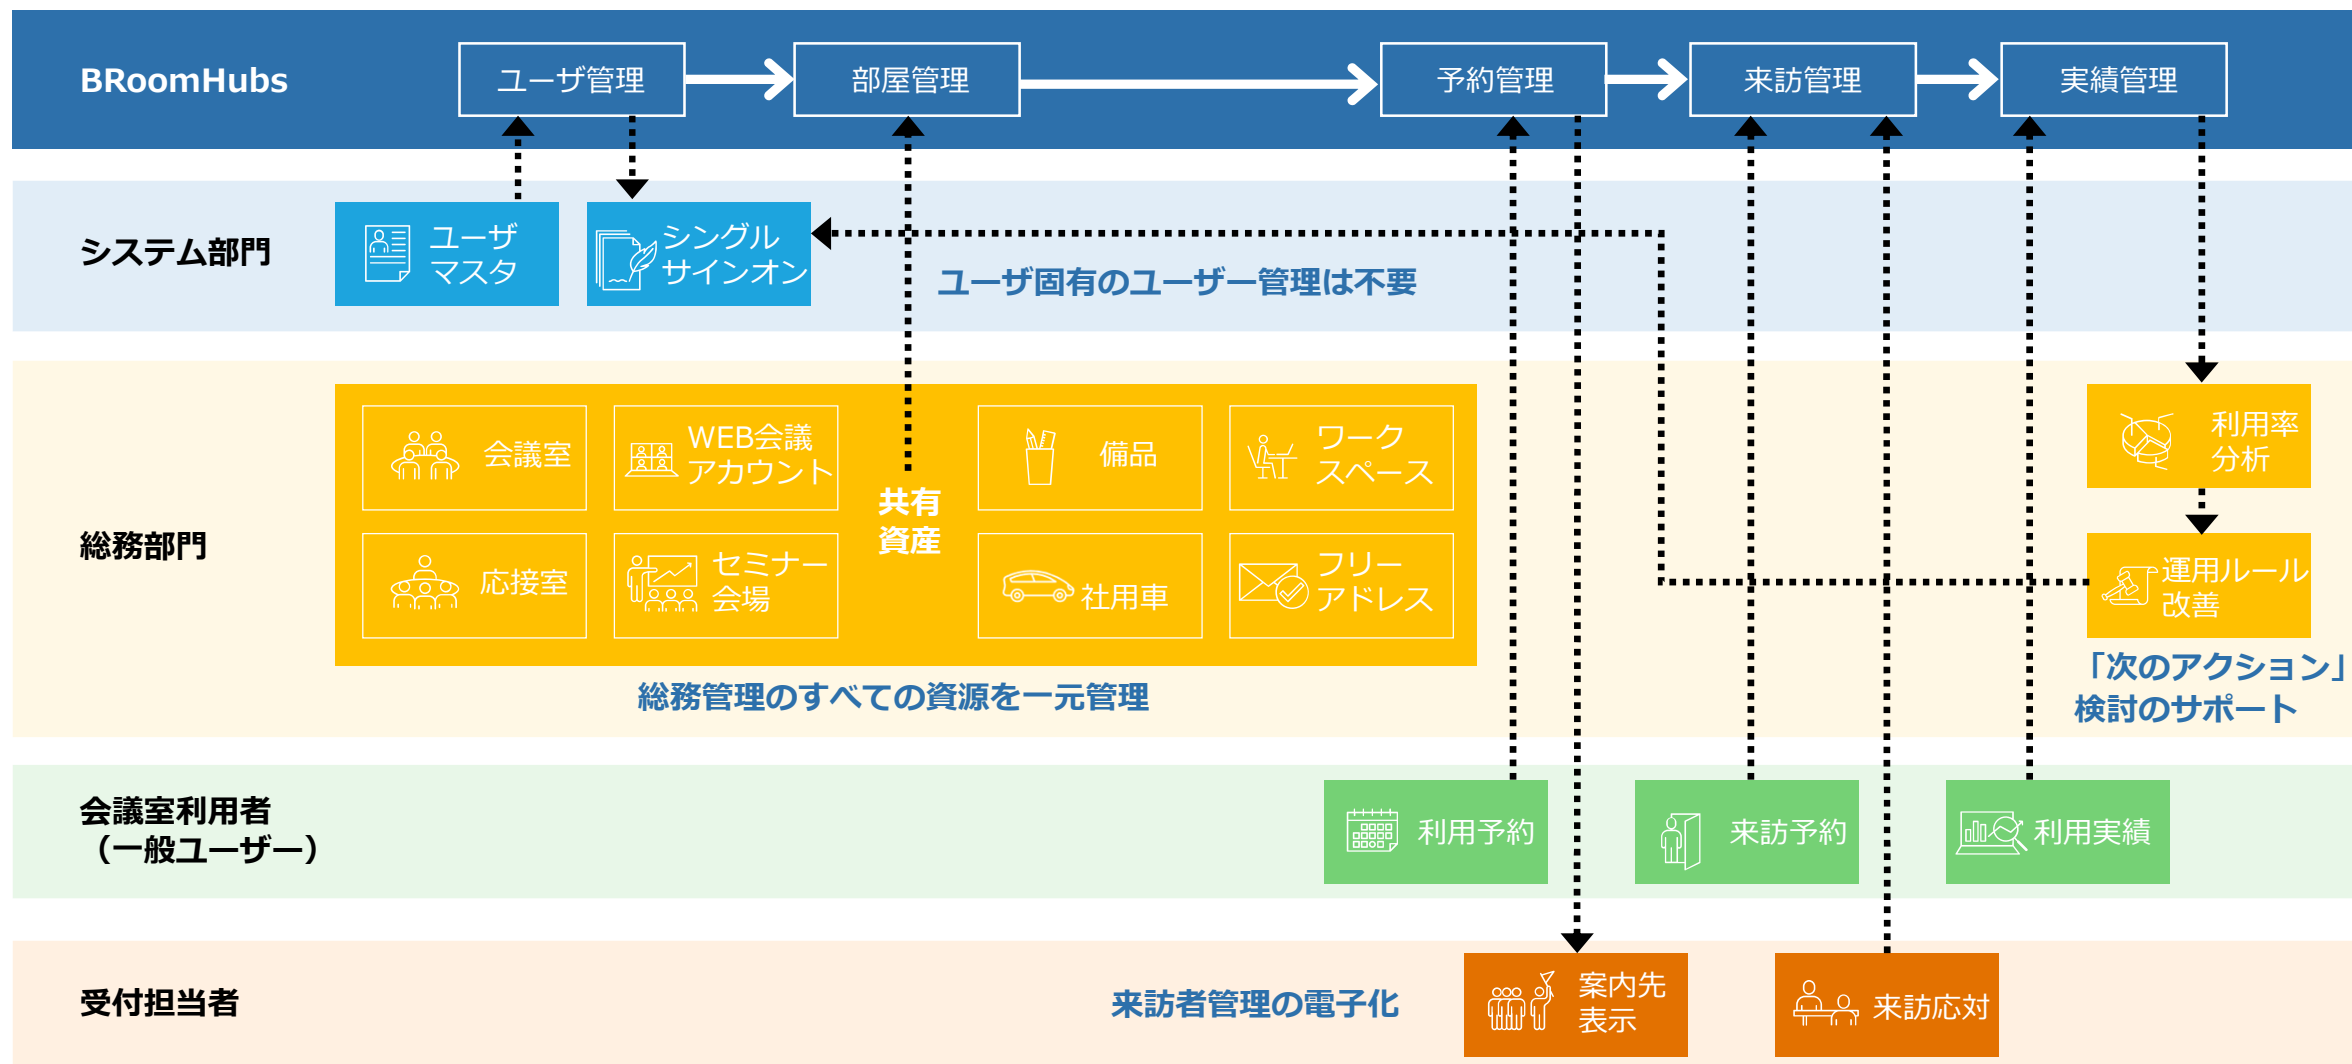 BRoomHubs
ユーザ管理
部屋管理
予約管理
来訪管理
実績管理
システム部門
ユーザ
マスタ
シングル
サインオン
ユーザ固有のユーザー管理は不要
総務部門
会議室
WEB会議
アカウント
備品
ワーク
スペース
共有
資産
応接室
セミナー
会場
社用車
フリー
アドレス
総務管理のすべての資源を一元管理
利用率
分析
運用ルール
改善
「次のアクション」
検討のサポート
会議室利用者
（一般ユーザー）
利用予約
来訪予約
利用実績
受付担当者
来訪者管理の電子化
案内先
表示
来訪応対